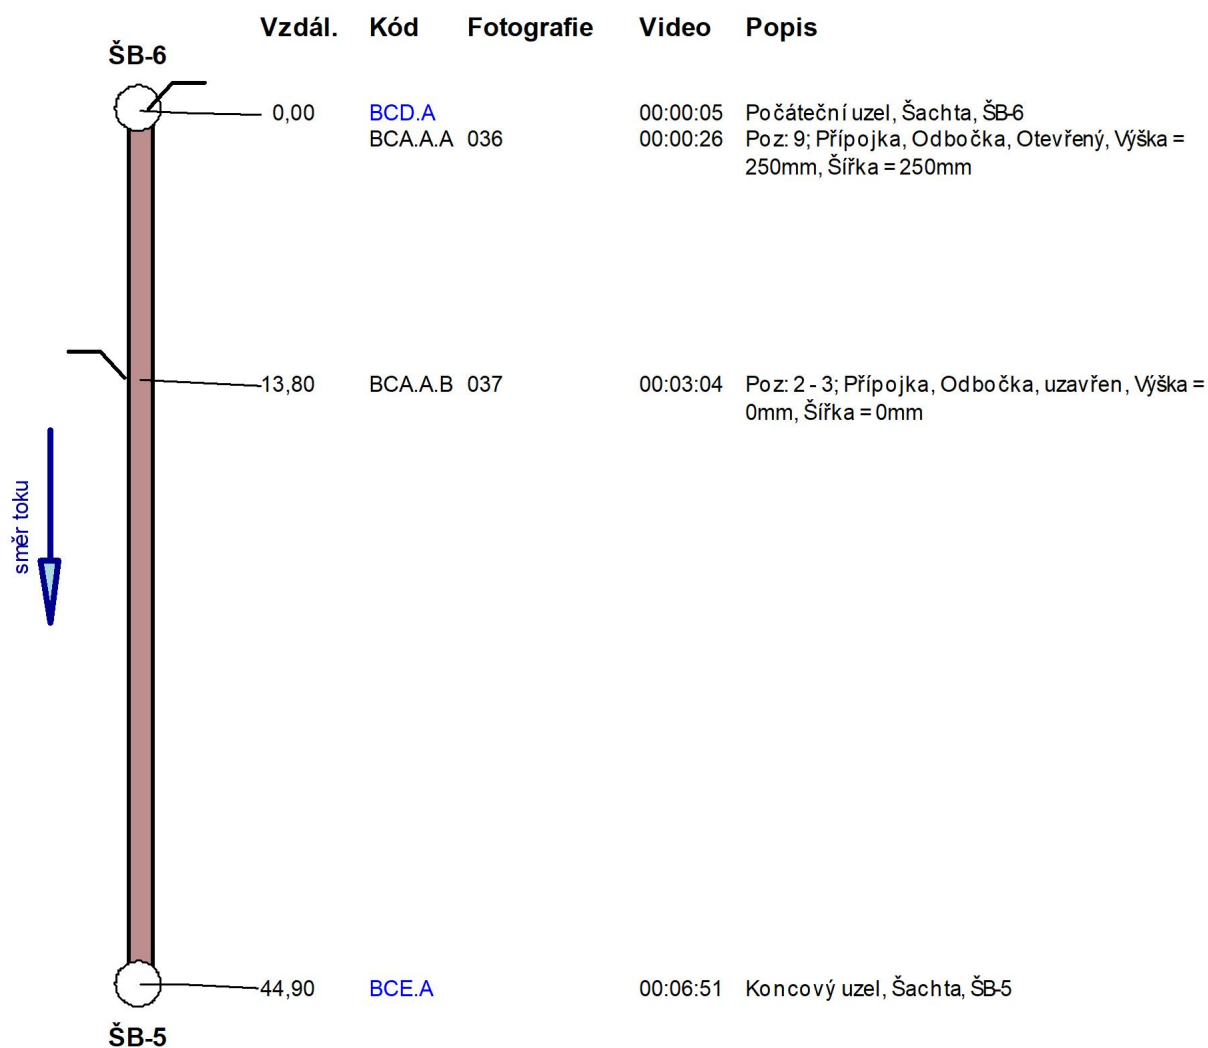 Vzdál. Kód Fotografie Video Popis
ŠB-6
0,00 BCD.A 00:00:05 Počáteční uzel, Šachta, ŠB-6
BCA.A.A 036 00:00:26 Poz: 9; Přípojka, Odbočka, Otevřený, Výška =
250mm, Šířka = 250mm
13,80 BCA.A.B 037 00:03:04 Poz: 2 - 3; Přípojka, Odbočka, uzavřen, Výška =
0mm, Šířka = 0mm
směr toku
44,90 BCE.A 00:06:51 Koncový uzel, Šachta, ŠB-5
ŠB-5